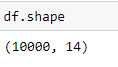 df.shape
(10000, 14)